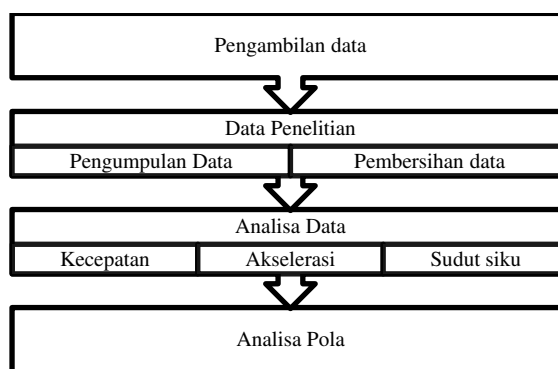 Pengambilan data
Data Penelitian
Pengumpulan Data
Pembersihan data
Analisa Data
Kecepatan
Akselerasi
Sudut siku
Analisa Pola